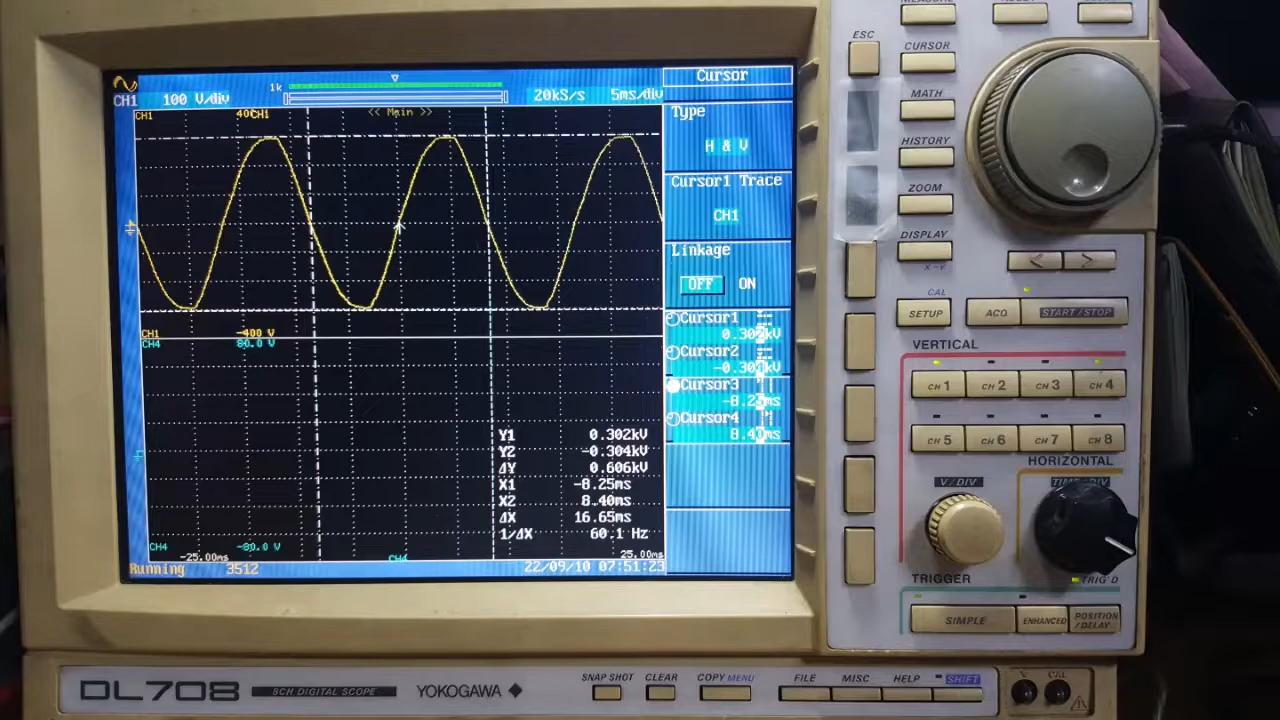 ESC
CURSOR
MATH
HISTORY
ZOOM
DISPLAY
X-Y
CAL
SETUP
ACQ
START/STOP
VERTICAL
CH 1
CH 2
CH 3
CH 4
CH 5
CH 6
CH 7
CH 8
HORIZONTAL
V/DIV
TIME/DIV
TRIGGER
TRIG'D
SIMPLE
ENHANCED
POSITION
/DELAY
CH1 100 V/div
1k
20kS/s 5ms/div
Cursor
CH1
CH1
<< Main >>
Type
H & V
Cursor1 Trace
CH1
Linkage
OFF ON
Cursor1
Cursor2
Cursor3
Cursor4
CH1 -400 V
CH4 80.0 V
Y1 0.302kV
Y2 -0.304kV
ΔY 0.606kV
X1 -8.25ms
X2 8.40ms
ΔX 16.65ms
1/ΔX 60.1 Hz
CH4 -80.0 V
-25.00ms
CH4
25.00ms
Running 3512
22/09/10 07:51:23
DL708
8CH DIGITAL SCOPE
YOKOGAWA
SNAP SHOT
CLEAR
COPY MENU
FILE
MISC
HELP
SHIFT
CAL